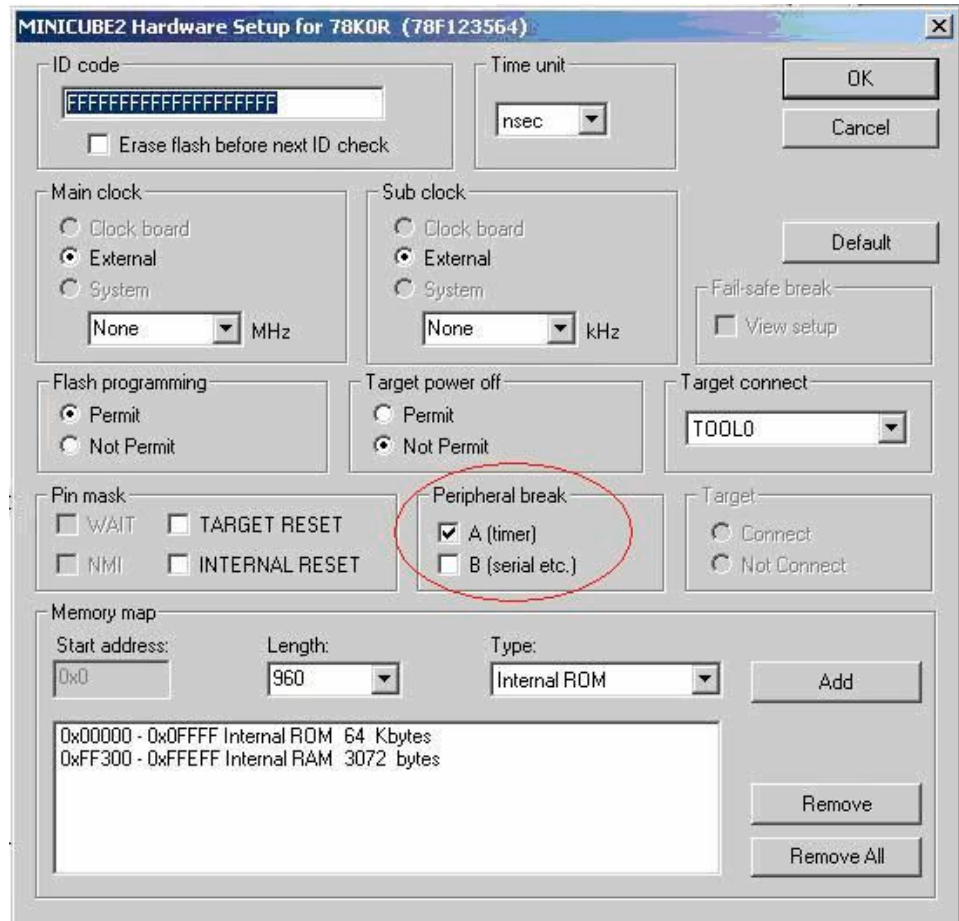 MINICUBE2 Hardware Setup for 78K0R (78F123564)
ID code
FFFFFFFFFFFFFFFFFFFF
Erase flash before next ID check
Time unit
nsec
OK
Cancel
Main clock
Clock board
External
System
None MHz
Sub clock
Clock board
External
System
None kHz
Default
Fail-safe break
View setup
Flash programming
Permit
Not Permit
Target power off
Permit
Not Permit
Target connect
TOOL0
Pin mask
WAIT TARGET RESET
NMI INTERNAL RESET
Peripheral break
A (timer)
B (serial etc.)
Target
Connect
Not Connect
Memory map
Start address: Length: Type:
0x0 960 Internal ROM Add
0x00000 - 0x0FFFF Internal ROM 64 Kbytes
0xFF300 - 0xFFEFF Internal RAM 3072 bytes
Remove
Remove All